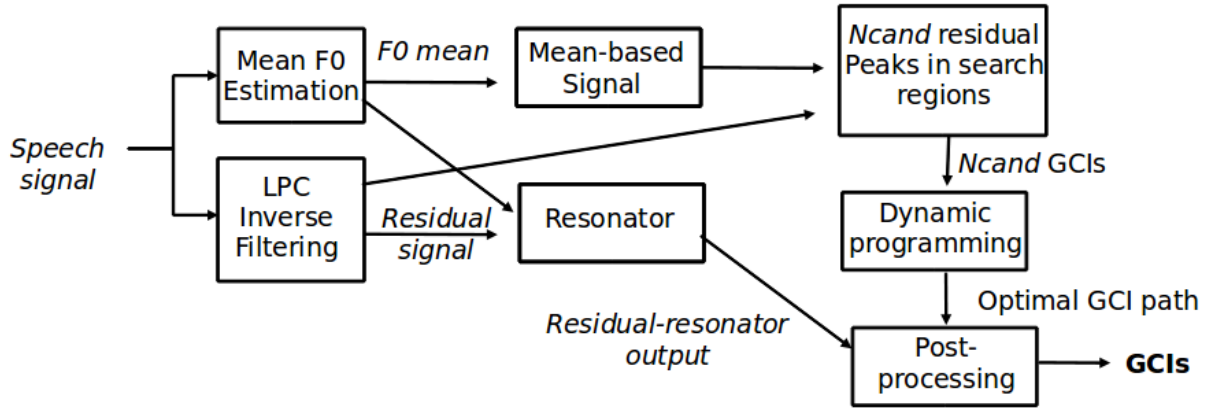 Speech
signal
Mean F0
Estimation
F0 mean
Mean-based
Signal
Ncand residual
Peaks in search
regions
LPC
Inverse
Filtering
Residual
signal
Resonator
Ncand GCIs
Dynamic
programming
Optimal GCI path
Residual-resonator
output
Post-
processing
GCIs